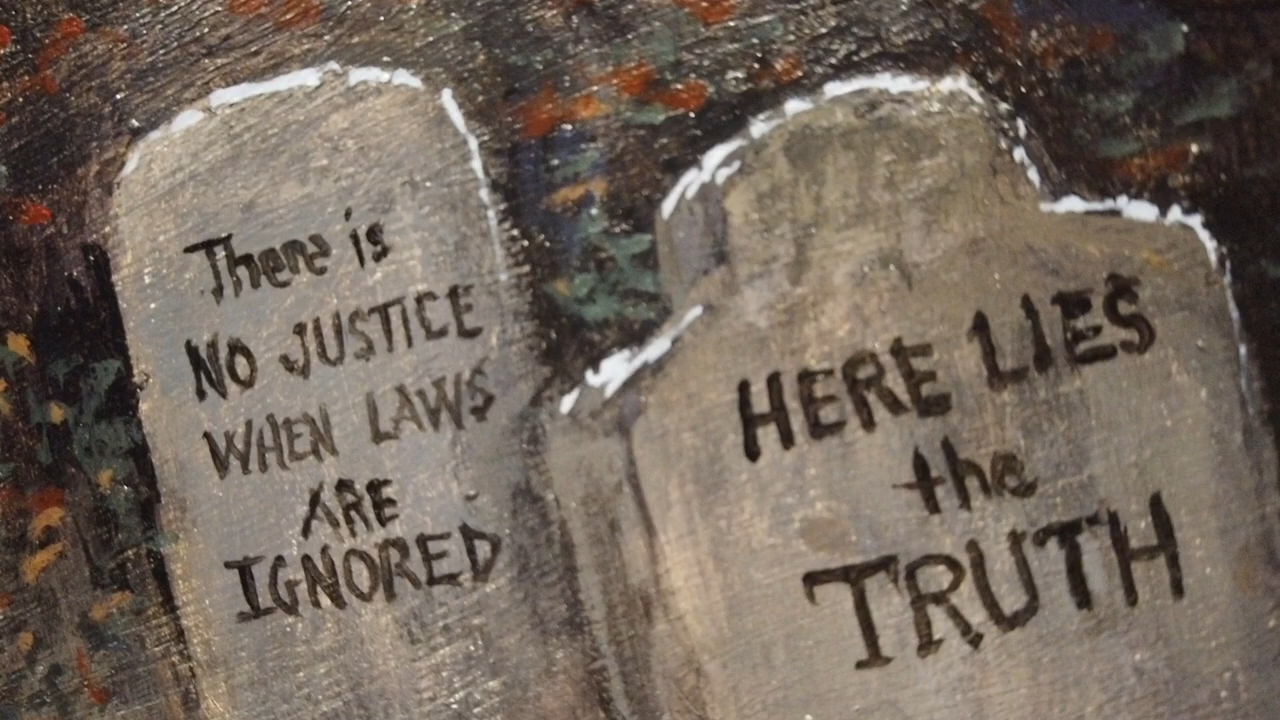 There is
NO JUSTICE
WHEN LAWS
ARE
IGNORED
HERE LIES
the
TRUTH